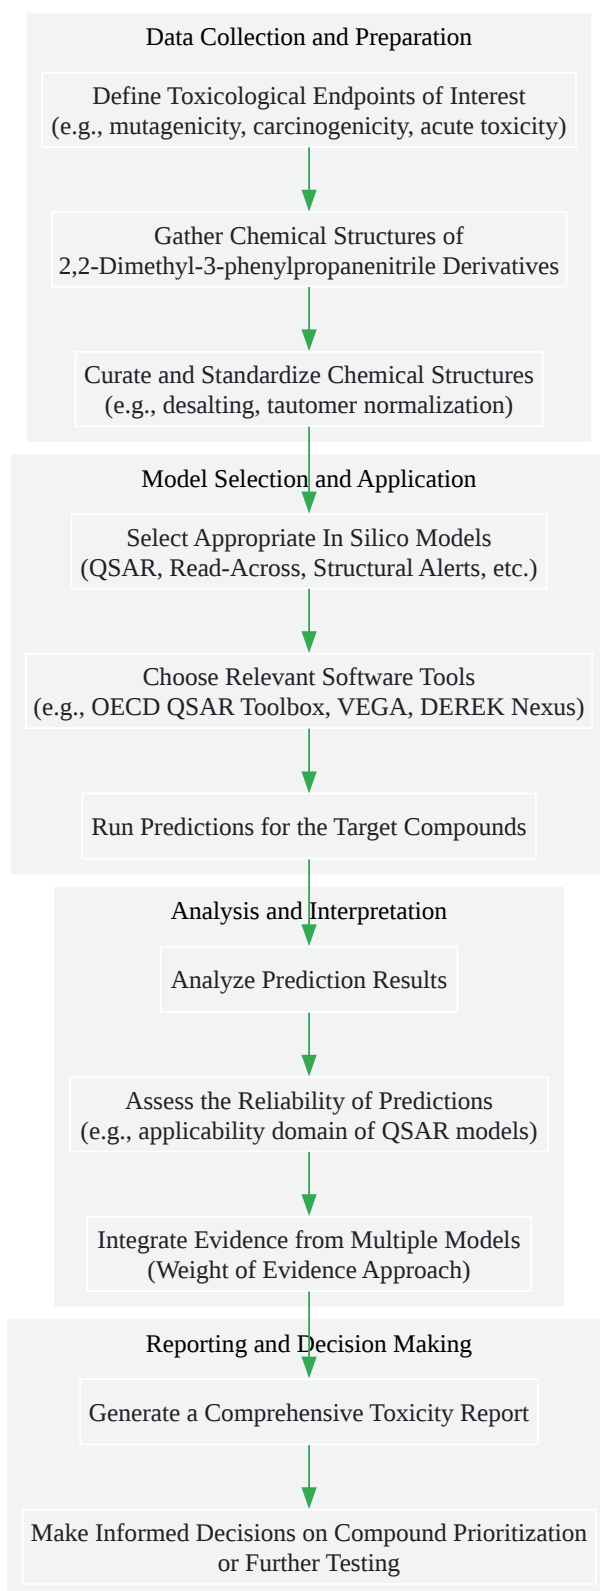 Data Collection and Preparation
Define Toxicological Endpoints of Interest
(e.g., mutagenicity, carcinogenicity, acute toxicity)
Gather Chemical Structures of
2,2-Dimethyl-3-phenylpropanenitrile Derivatives
Curate and Standardize Chemical Structures
(e.g., desalting, tautomer normalization)
Model Selection and Application
Select Appropriate In Silico Models
(QSAR, Read-Across, Structural Alerts, etc.)
Choose Relevant Software Tools
(e.g., OECD QSAR Toolbox, VEGA, DEREK Nexus)
Run Predictions for the Target Compounds
Analysis and Interpretation
Analyze Prediction Results
Assess the Reliability of Predictions
(e.g., applicability domain of QSAR models)
Integrate Evidence from Multiple Models
(Weight of Evidence Approach)
Reporting and Decision Making
Generate a Comprehensive Toxicity Report
Make Informed Decisions on Compound Prioritization
or Further Testing